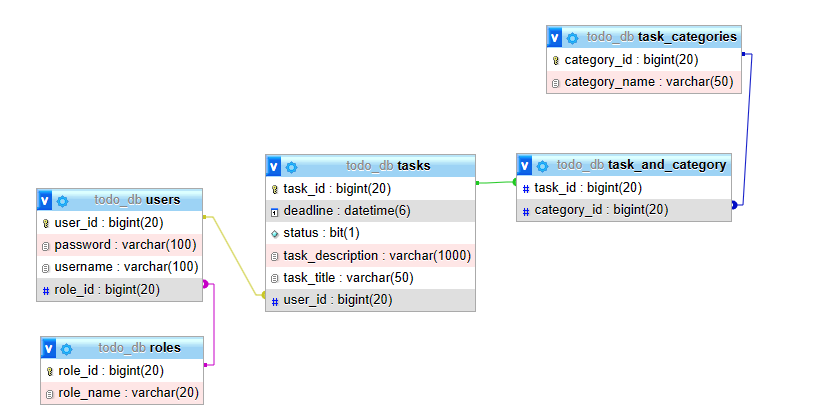 todo_db task_categories
category_id : bigint(20)
category_name : varchar(50)
todo_db tasks
task_id : bigint(20)
deadline : datetime(6)
status : bit(1)
task_description : varchar(1000)
task_title : varchar(50)
user_id : bigint(20)
todo_db task_and_category
task_id : bigint(20)
category_id : bigint(20)
todo_db users
user_id : bigint(20)
password : varchar(100)
username : varchar(100)
role_id : bigint(20)
todo_db roles
role_id : bigint(20)
role_name : varchar(20)